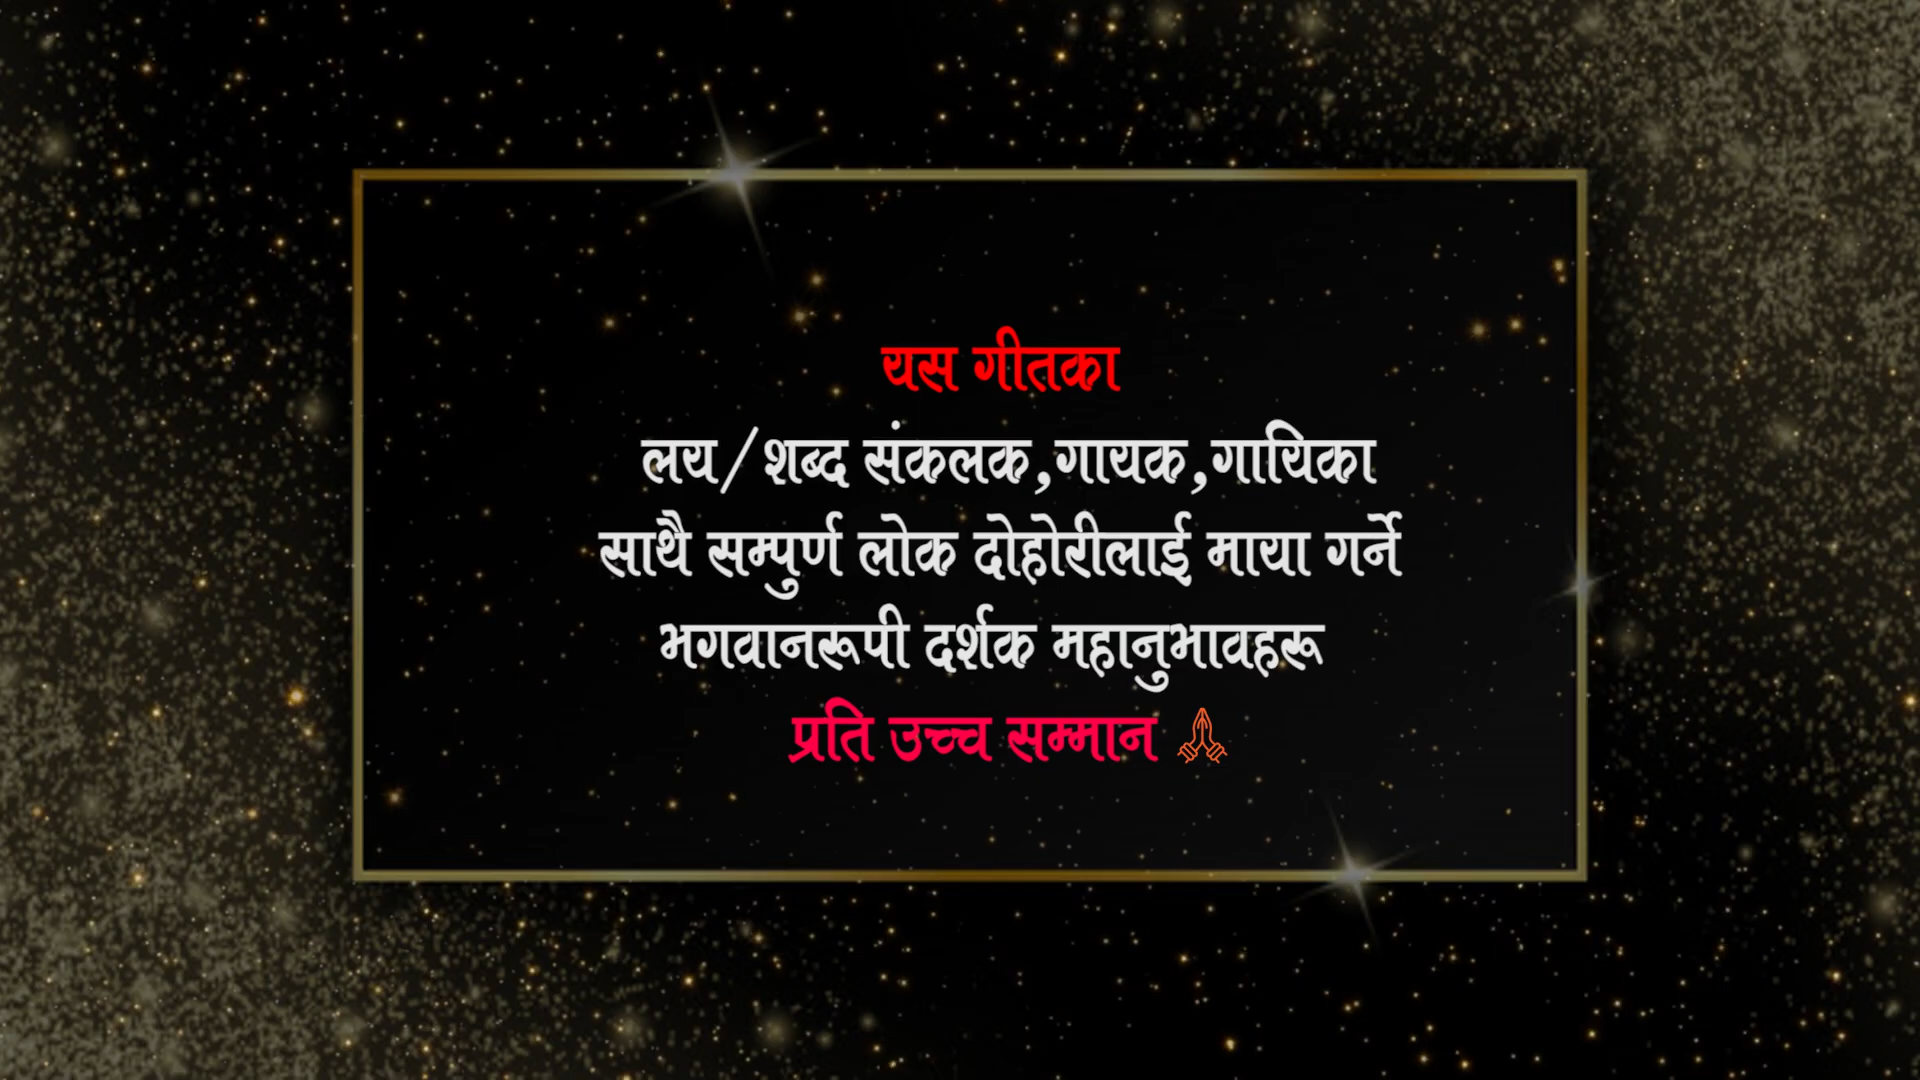 यस गीतका
लय/शब्द संकलक,गायक,गायिका
साथै सम्पुर्ण लोक दोहोरीलाई माया गर्ने
भगवानरूपी दर्शक महानुभावहरू
प्रति उच्च सम्मान 🙏